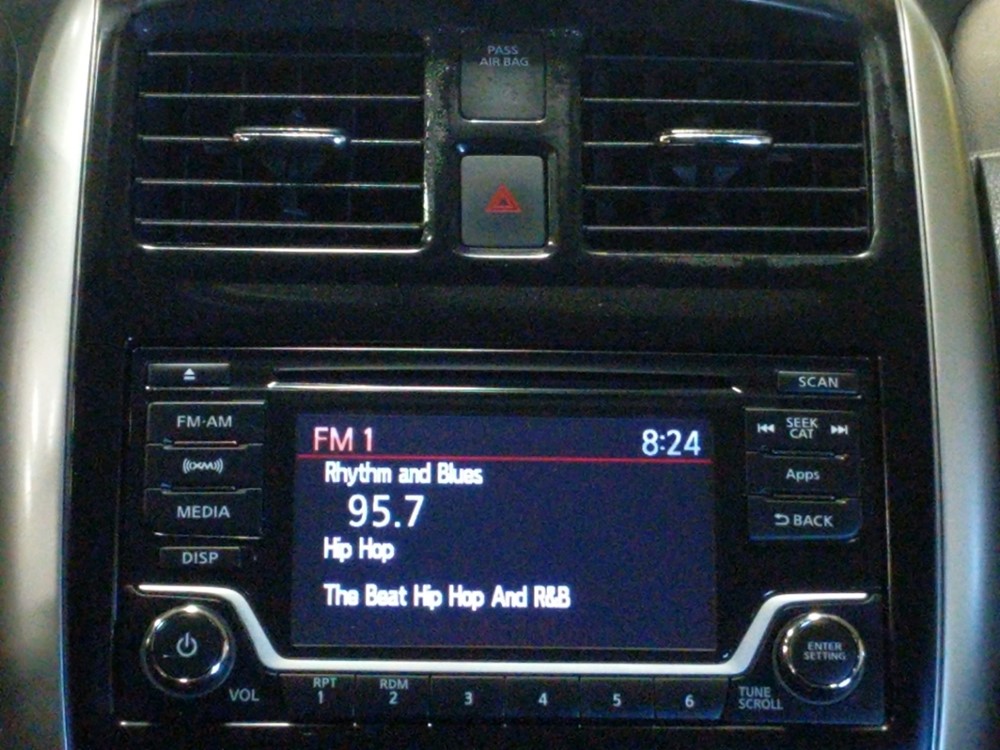 PASS
AIR BAG
SCAN
FM·AM
SEEK
CAT
FM 1 8:24
((XM))
Rhythm and Blues
Apps
95.7
MEDIA
BACK
Hip Hop
DISP
The Beat Hip Hop And R&B
ENTER
SETTING
VOL
RPT
1
RDM
2
3
4
5
6
TUNE
SCROLL